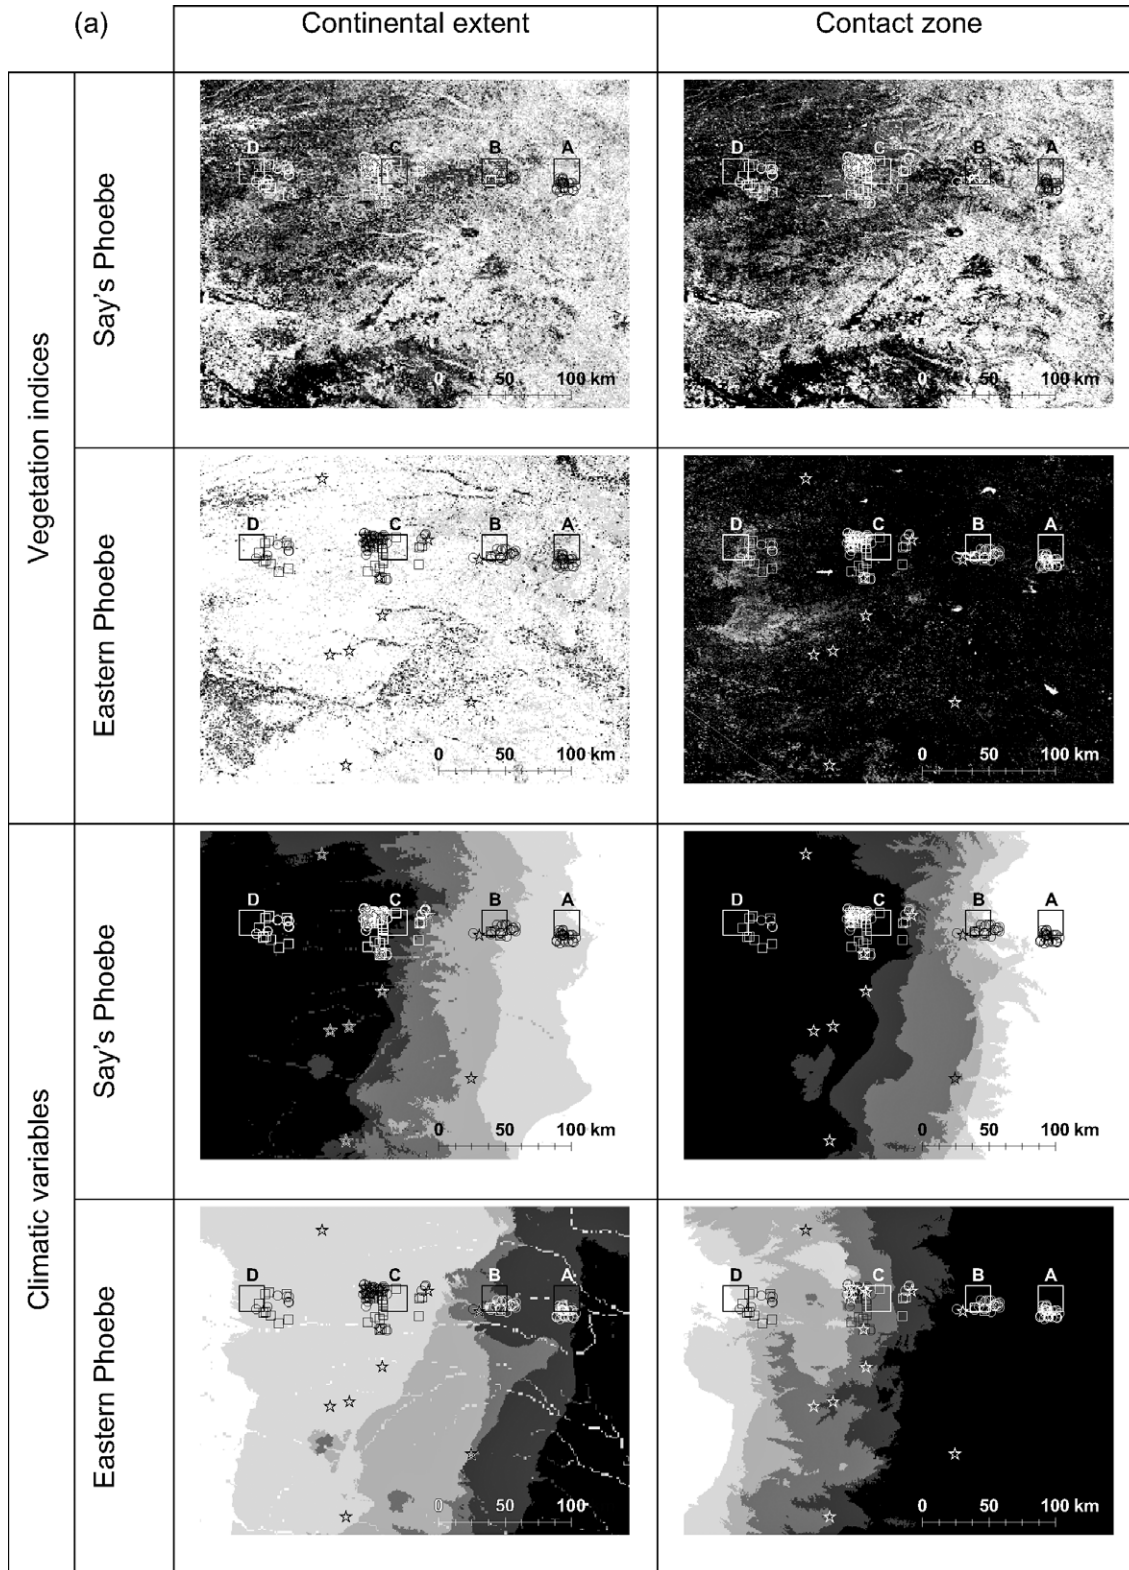 (a)
Continental extent
Contact zone
Vegetation indices
Say's Phoebe
D C B A
0 50 100 km
D C B A
0 50 100 km
Eastern Phoebe
D C B A
0 50 100 km
D C B A
0 50 100 km
Climatic variables
Say's Phoebe
D C B A
0 50 100 km
D C B A
0 50 100 km
Eastern Phoebe
D C B A
0 50 100
D C B A
0 50 100 km